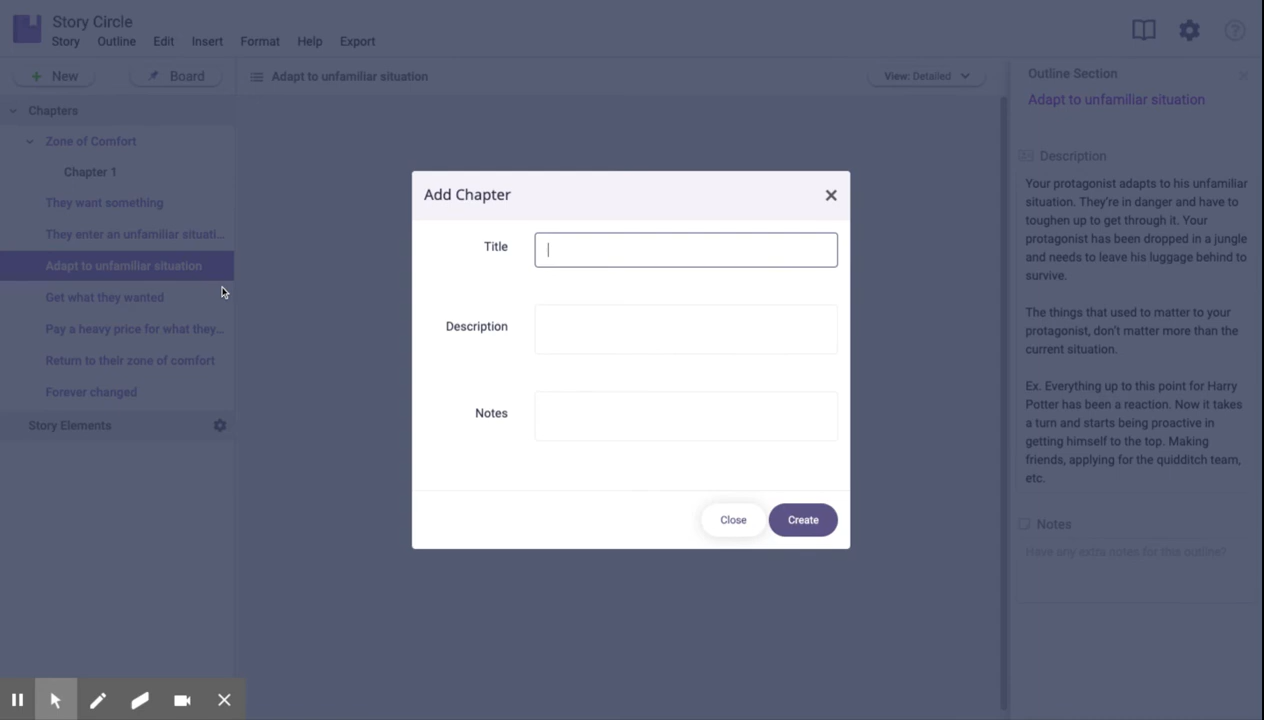 Story Circle
Story Outline Edit Insert Format Help Export
New Board
Adapt to unfamiliar situation
View: Detailed
Chapters
Zone of Comfort
Chapter 1
They want something
They enter an unfamiliar situati...
Adapt to unfamiliar situation
Get what they wanted
Pay a heavy price for what they...
Return to their zone of comfort
Forever changed
Story Elements
Add Chapter
Title
Description
Notes
Close Create
Outline Section
Adapt to unfamiliar situation
Description
Your protagonist adapts to his unfamiliar
situation. They're in danger and have to
toughen up to get through it. Your
protagonist has been dropped in a jungle
and needs to leave his luggage behind to
survive.
The things that used to matter to your
protagonist, don't matter more than the
current situation.
Ex. Everything up to this point for Harry
Potter has been a reaction. Now it takes
a turn and starts being proactive in
getting himself to the top. Making
friends, applying for the quidditch team,
etc.
Notes
Have any extra notes for this outline?